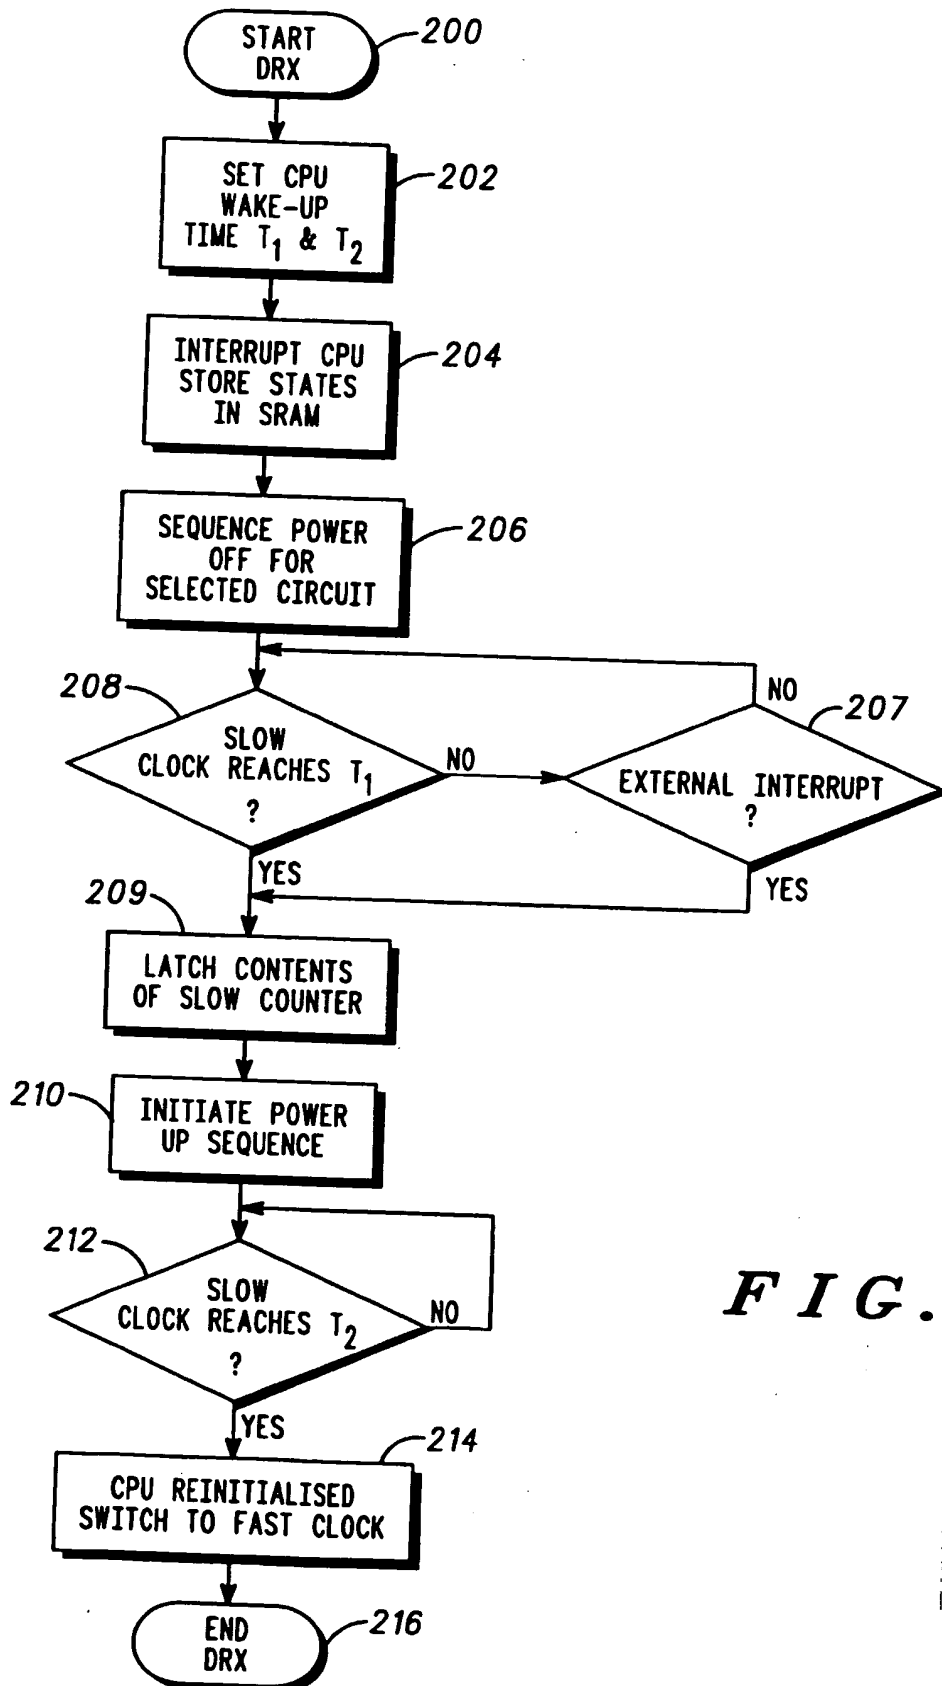 START
DRX
200
SET CPU
WAKE-UP
TIME T1 & T2
202
INTERRUPT CPU
STORE STATES
IN SRAM
204
SEQUENCE POWER
OFF FOR
SELECTED CIRCUIT
206
208
SLOW
CLOCK REACHES T1
?
NO
YES
207
EXTERNAL INTERRUPT
?
NO
YES
209
LATCH CONTENTS
OF SLOW COUNTER
210
INITIATE POWER
UP SEQUENCE
212
SLOW
CLOCK REACHES T2
?
NO
YES
FIG.
214
CPU REINITIALISED
SWITCH TO FAST CLOCK
END
DRX
216